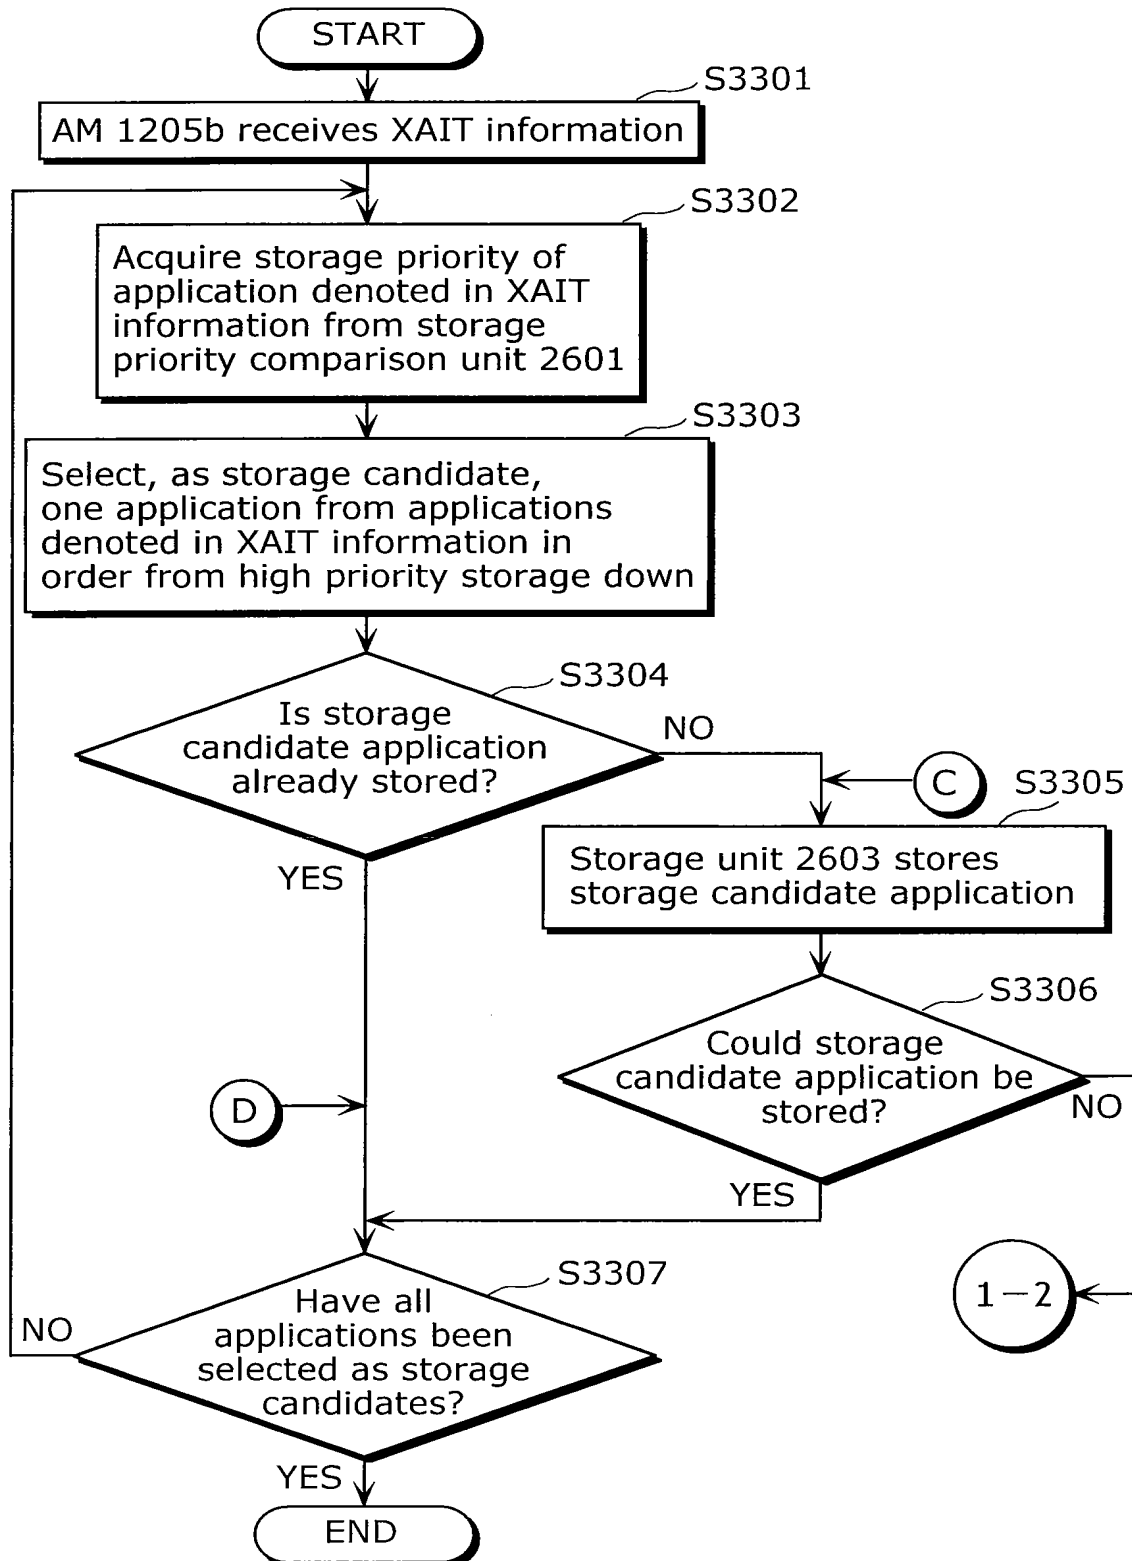 START
S3301
AM 1205b receives XAIT information
S3302
Acquire storage priority of
application denoted in XAIT
information from storage
priority comparison unit 2601
S3303
Select, as storage candidate,
one application from applications
denoted in XAIT information in
order from high priority storage down
S3304
Is storage
candidate application
already stored?
NO
YES
C
S3305
Storage unit 2603 stores
storage candidate application
S3306
Could storage
candidate application be
stored?
NO
YES
D
1-2
S3307
Have all
applications been
selected as storage
candidates?
NO
YES
END